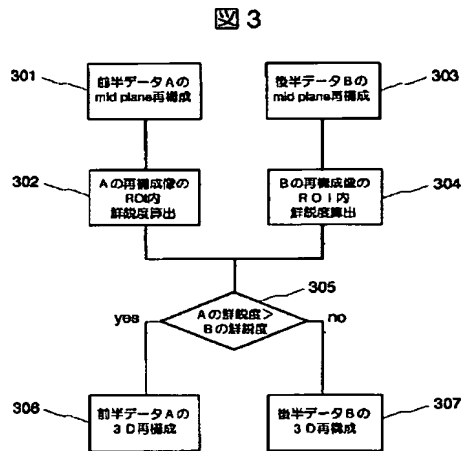 図3
301
前半データAの
mid plane再構成
後半データBの
mid plane再構成
303
302
Aの再構成像の
ROI内
鮮鋭度算出
Bの再構成像の
ROI内
鮮鋭度算出
304
305
Aの鮮鋭度>
Bの鮮鋭度
yes
no
306
前半データAの
3D再構成
後半データBの
3D再構成
307